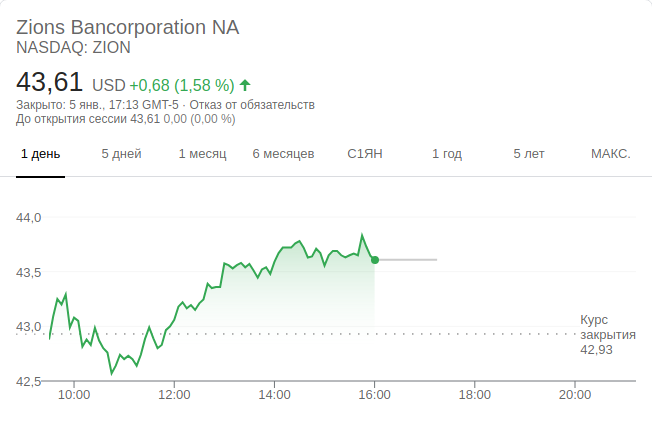 Zions Bancorporation NA
NASDAQ: ZION
43,61 USD +0,68 (1,58 %)
Закрыто: 5 янв., 17:13 GMT-5 · Отказ от обязательств
До открытия сессии 43,61 0,00 (0,00 %)
1 день 5 дней 1 месяц 6 месяцев С1ЯН 1 год 5 лет МАКС.
44,0
43,5
43,0
42,5
Курс
закрытия
42,93
10:00 12:00 14:00 16:00 18:00 20:00